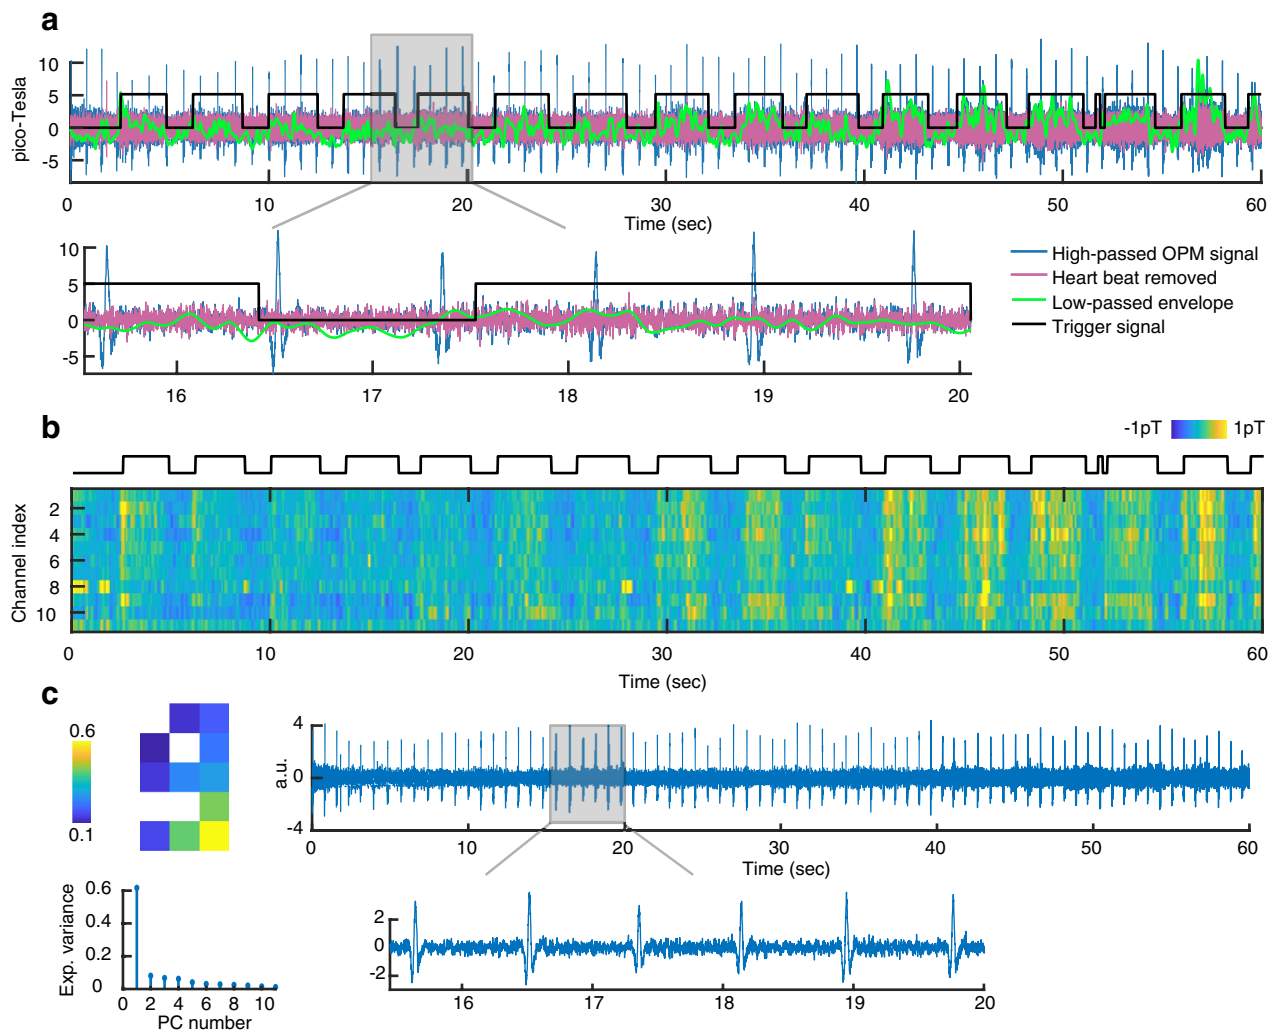 a
pico-Tesla
10
5
0
-5
0 10 20 30 40 50 60
Time (sec)
10
5
0
-5
16 17 18 19 20
High-passed OPM signal
Heart beat removed
Low-passed envelope
Trigger signal
b
-1pT 1pT
Channel index
2
4
6
8
10
0 10 20 30 40 50 60
Time (sec)
c
0.6
0.1
a.u.
4
0
-4
0 10 20 30 40 50 60
Time (sec)
Exp. variance
0.6
0.4
0.2
0
0 2 4 6 8 10
PC number
2
0
-2
16 17 18 19 20